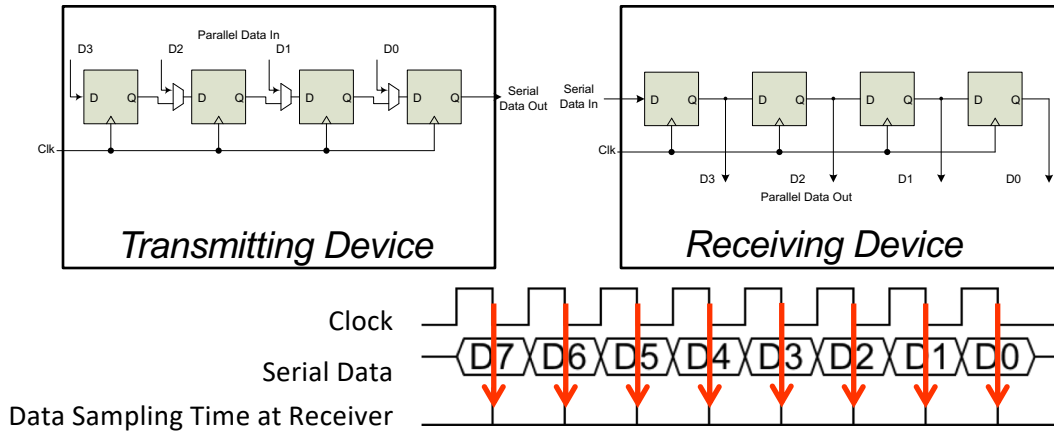 Parallel Data In
D3 D2 D1 D0
D Q D Q D Q D Q
Serial
Data Out
Clk
Transmitting Device
Serial
Data In
D Q D Q D Q D Q
Clk
D3 D2 D1 D0
Parallel Data Out
Receiving Device
Clock
Serial Data
D7 D6 D5 D4 D3 D2 D1 D0
Data Sampling Time at Receiver